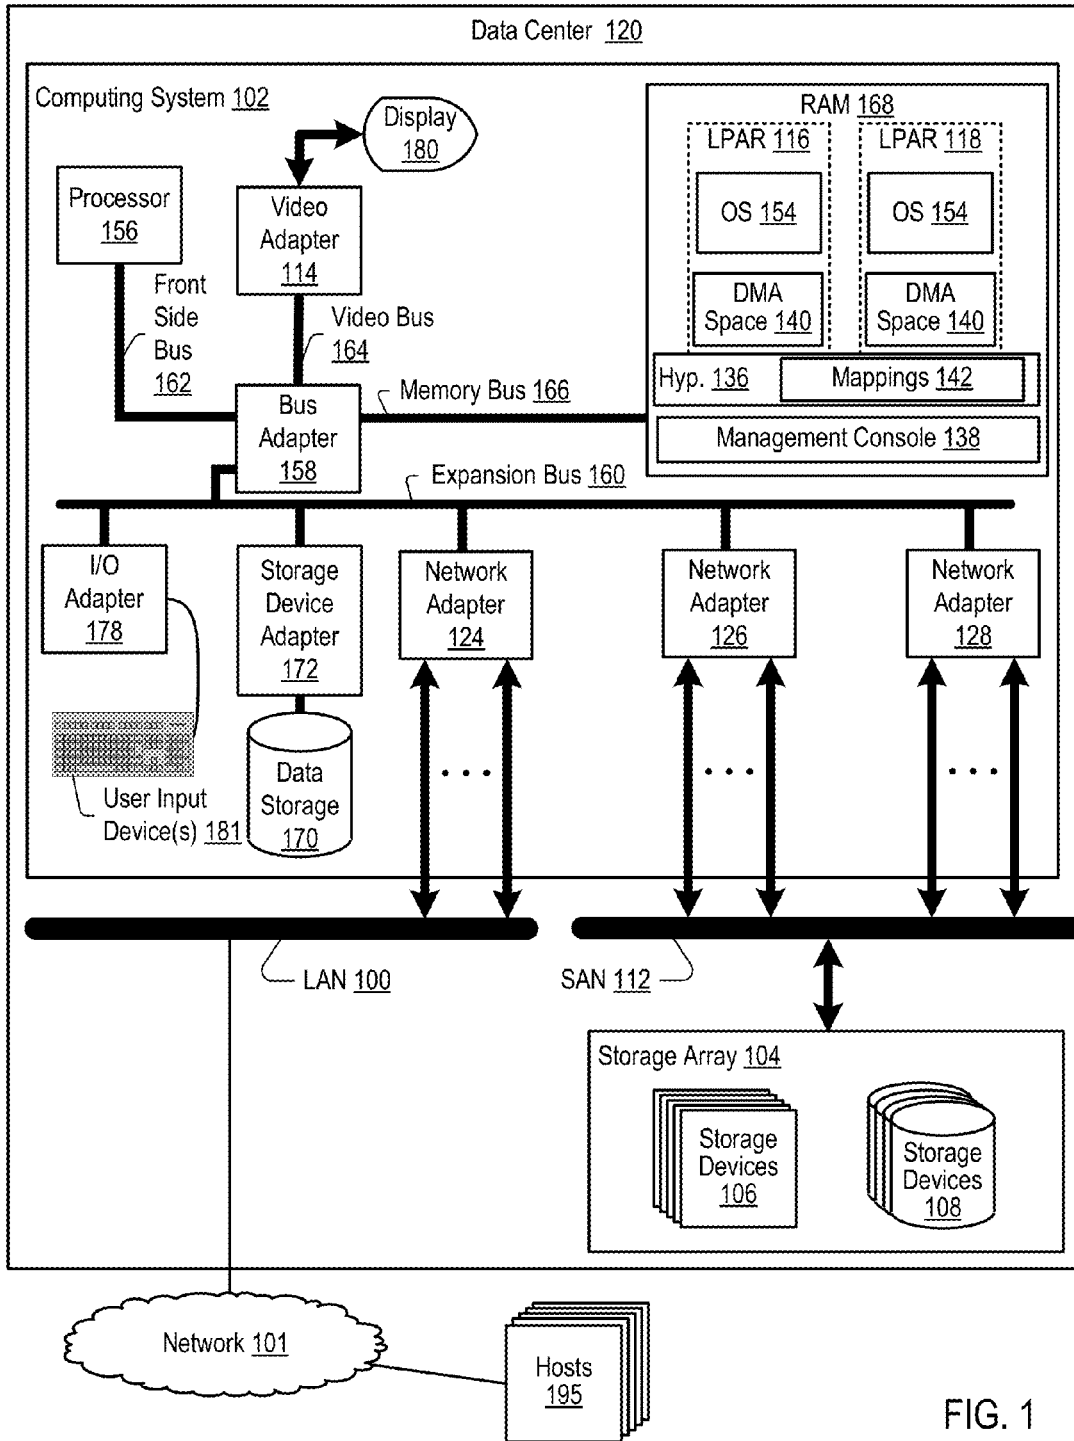 Data Center 120
Computing System 102
Display
180
RAM 168
LPAR 116
LPAR 118
OS 154
OS 154
DMA
Space 140
DMA
Space 140
Hyp. 136
Mappings 142
Management Console 138
Processor
156
Video
Adapter
114
Front
Side
Bus
162
Video Bus
164
Memory Bus 166
Bus
Adapter
158
Expansion Bus 160
I/O
Adapter
178
Storage
Device
Adapter
172
Network
Adapter
124
Network
Adapter
126
Network
Adapter
128
User Input
Device(s) 181
Data
Storage
170
. . .
. . .
. . .
LAN 100
SAN 112
Storage Array 104
Storage
Devices
106
Storage
Devices
108
Network 101
Hosts
195
FIG. 1